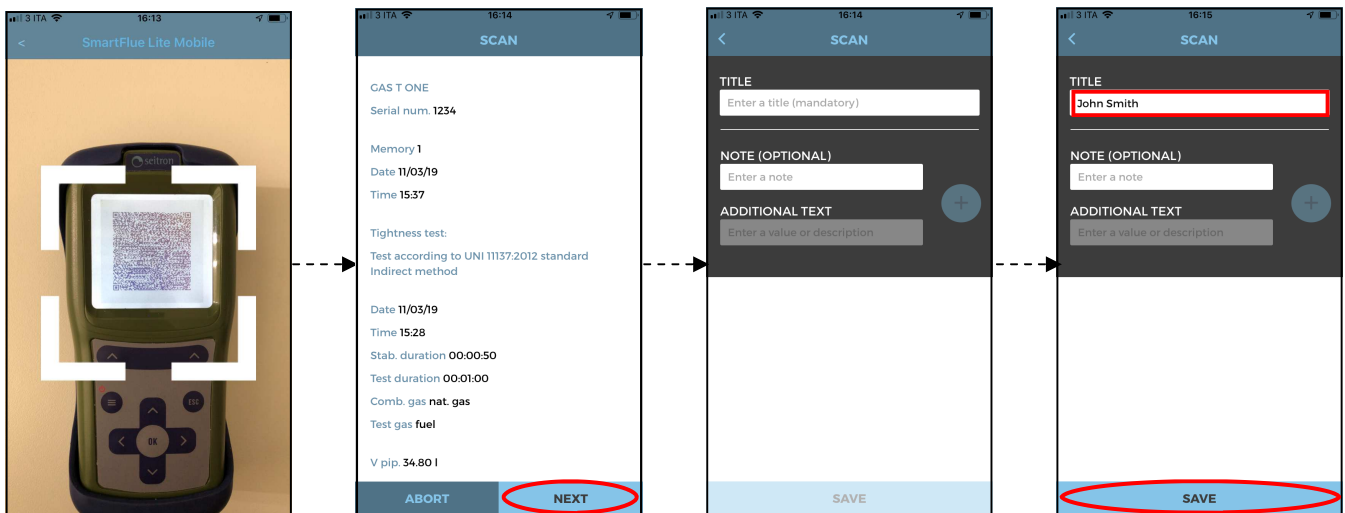 3 ITA 16:13
< SmartFlue Lite Mobile
seitron
ESC
OK
3 ITA 16:14
SCAN
GAS T ONE
Serial num. 1234
Memory 1
Date 11/03/19
Time 15:37
Tightness test:
Test according to UNI 11137:2012 standard
Indirect method
Date 11/03/19
Time 15:28
Stab. duration 00:00:50
Test duration 00:01:00
Comb. gas nat. gas
Test gas fuel
V pip. 34.80 l
ABORT NEXT
3 ITA 16:14
< SCAN
TITLE
Enter a title (mandatory)
NOTE (OPTIONAL)
Enter a note
+
ADDITIONAL TEXT
Enter a value or description
SAVE
3 ITA 16:15
< SCAN
TITLE
John Smith
NOTE (OPTIONAL)
Enter a note
+
ADDITIONAL TEXT
Enter a value or description
SAVE